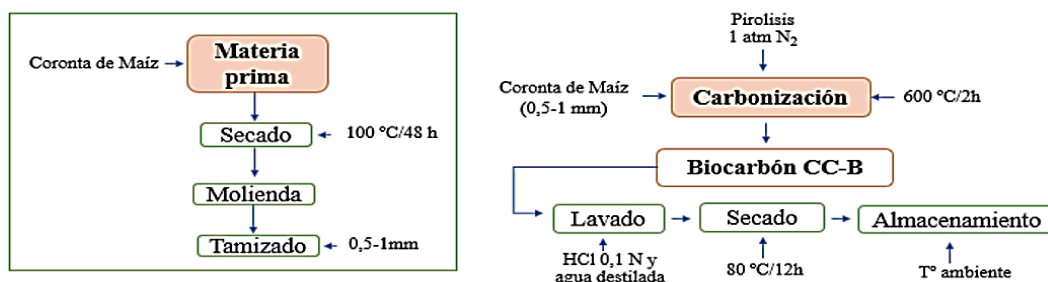 Coronta de Maíz
Materia
prima
Secado
100 °C/48 h
Molienda
Tamizado
0,5-1mm
Pirolisis
1 atm N₂
Coronta de Maíz
(0,5-1 mm)
Carbonización
600 °C/2h
Biocarbón CC-B
Lavado
Secado
Almacenamiento
HCl 0,1 N y
agua destilada
80 °C/12h
T° ambiente